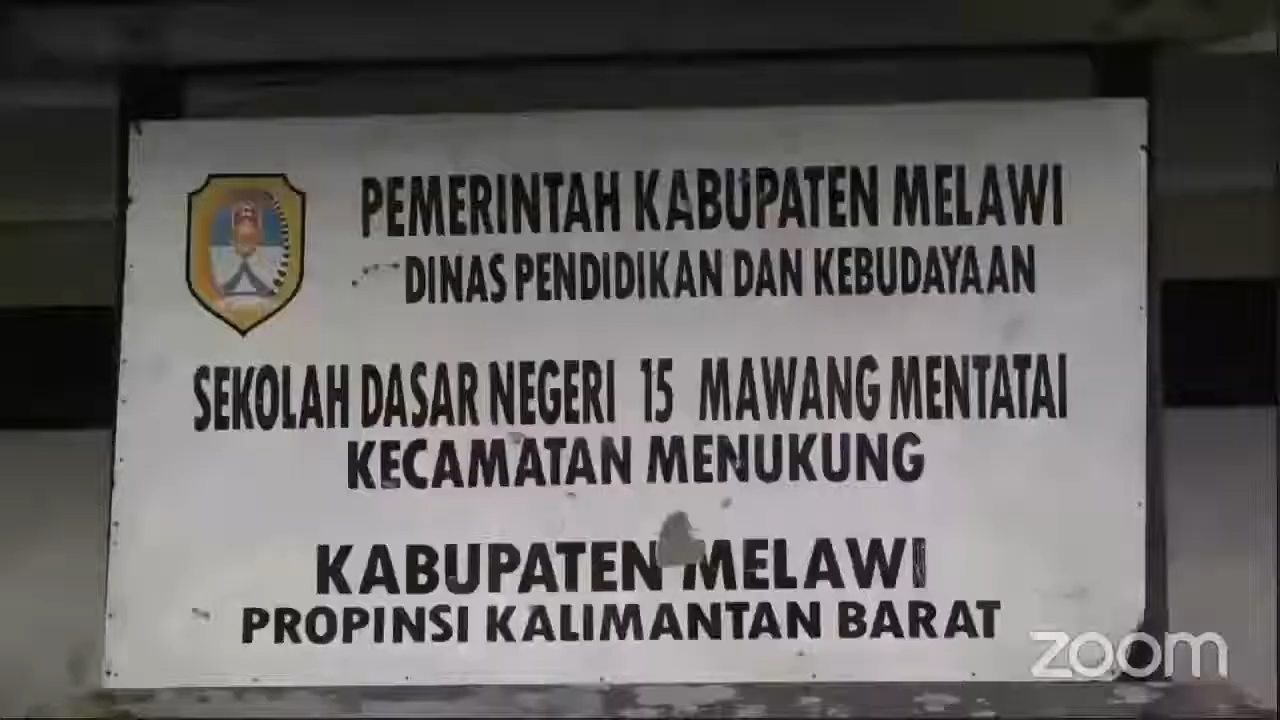 PEMERINTAH KABUPATEN MELAWI
DINAS PENDIDIKAN DAN KEBUDAYAAN
SEKOLAH DASAR NEGERI 15 MAWANG MENTATAI
KECAMATAN MENUKUNG
KABUPATEN MELAWI
PROPINSI KALIMANTAN BARAT
zoom